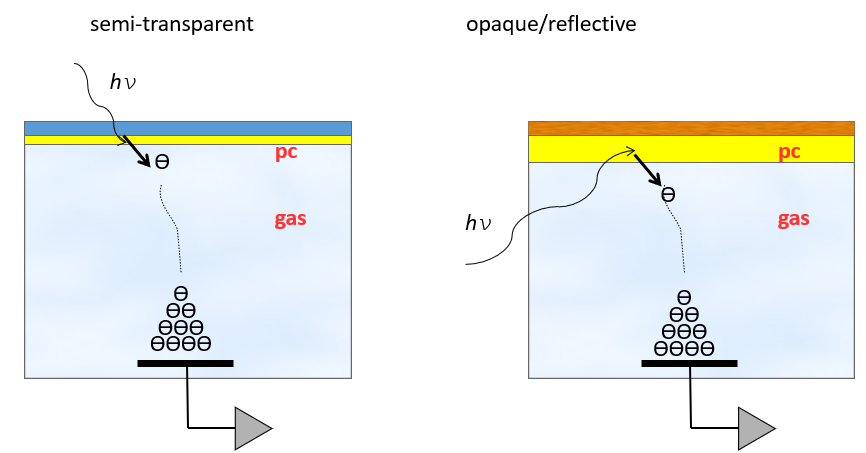 semi-transparent
hν
pc
gas
opaque/reflective
hν
pc
gas